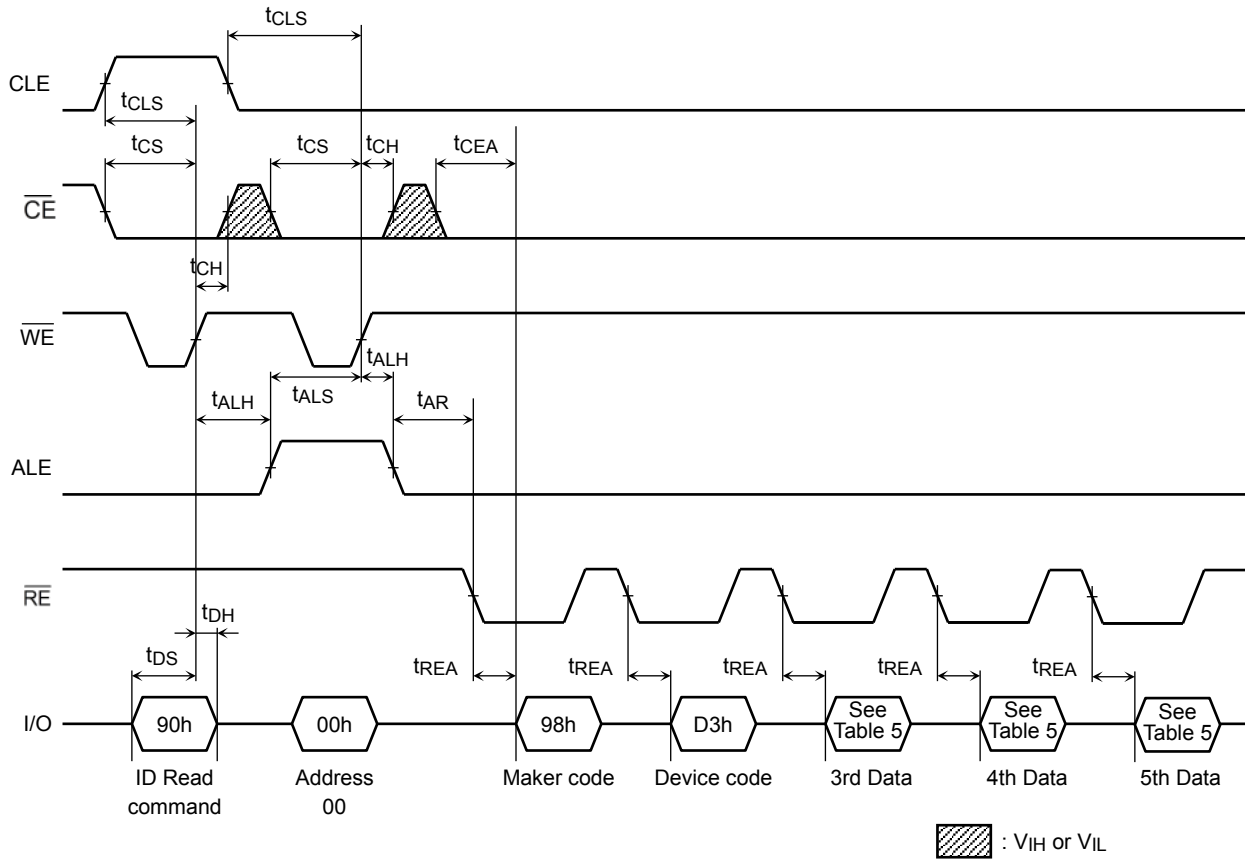 tCLS
CLE
tCLS
tCS
tCS
tCH
tCEA
CE
tCH
WE
tALH
tALH
tALS
tAR
ALE
RE
tDH
tDS
tREA
tREA
tREA
tREA
tREA
I/O
90h
00h
98h
D3h
See
Table 5
See
Table 5
See
Table 5
ID Read
command
Address
00
Maker code
Device code
3rd Data
4th Data
5th Data
: VIH or VIL